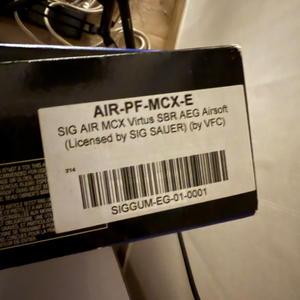 AIR-PF-MCX-E
SIG AIR MCX Virtus SBR AEG Airsoft
(Licensed by SIG SAUER) (by VFC)
214
SIGGUM-EG-01-0001